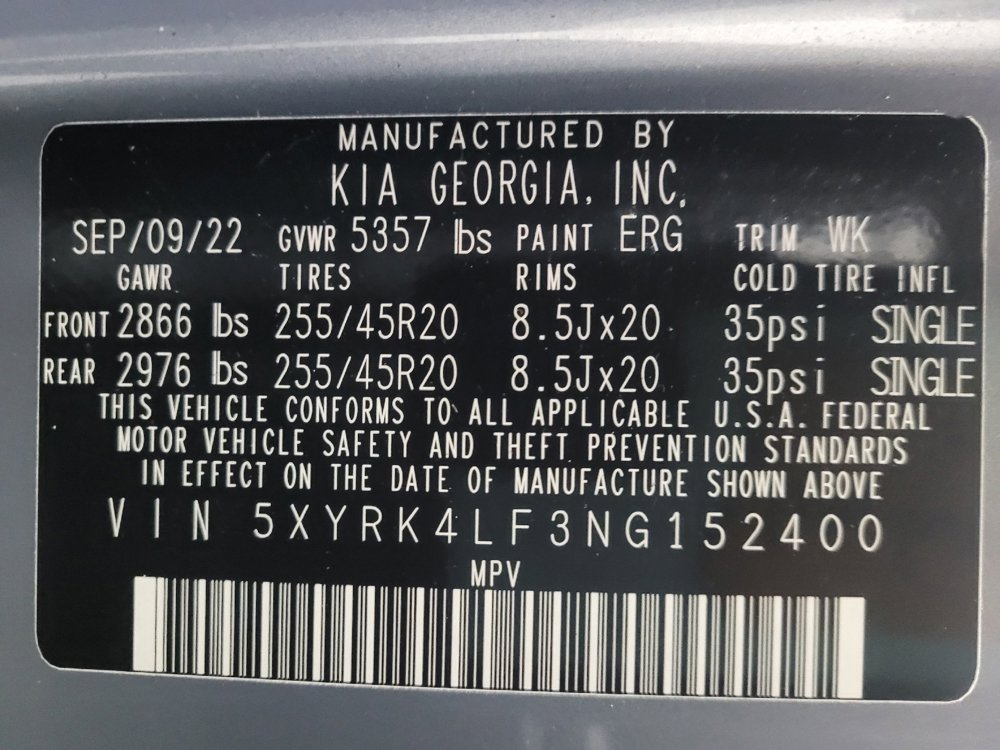 MANUFACTURED BY
KIA GEORGIA, INC.
SEP/09/22 GVWR 5357 lbs PAINT ERG TRIM WK
GAWR TIRES RIMS COLD TIRE INFL
FRONT 2866 lbs 255/45R20 8.5Jx20 35psi SINGLE
REAR 2976 lbs 255/45R20 8.5Jx20 35psi SINGLE
THIS VEHICLE CONFORMS TO ALL APPLICABLE U.S.A. FEDERAL
MOTOR VEHICLE SAFETY AND THEFT PREVENTION STANDARDS
IN EFFECT ON THE DATE OF MANUFACTURE SHOWN ABOVE
VIN 5XYRK4LF3NG152400
MPV